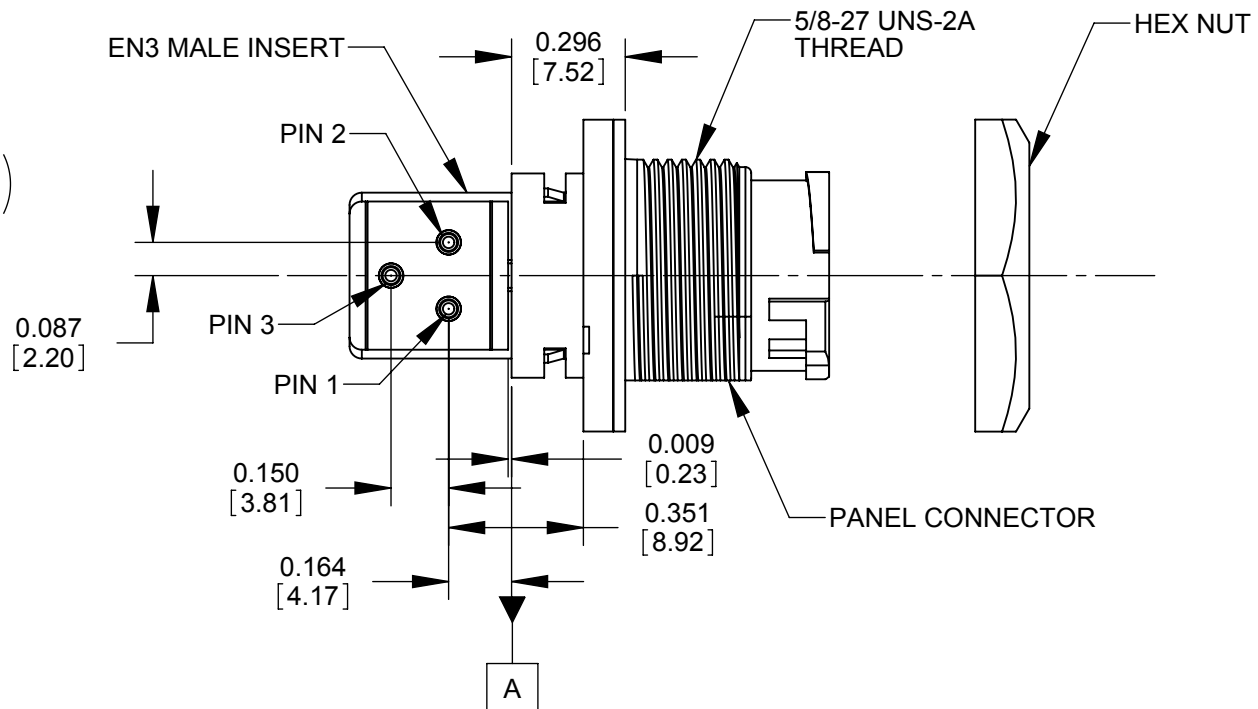 5/8-27 UNS-2A
THREAD
HEX NUT
EN3 MALE INSERT
0.296
[7.52]
PIN 2
0.087
[2.20]
PIN 3
PIN 1
0.150
[3.81]
0.009
[0.23]
0.351
[8.92]
PANEL CONNECTOR
0.164
[4.17]
A